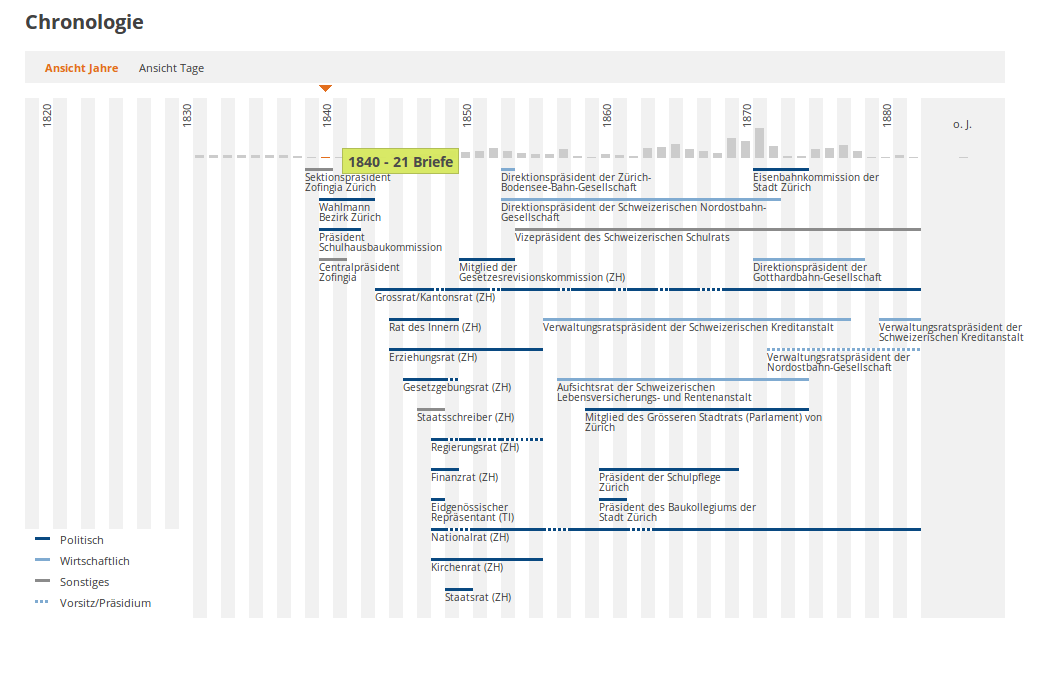 Chronologie
Ansicht Jahre
Ansicht Tage
1820
1830
1840
1850
1860
1870
1880
o. J.
1840 - 21 Briefe
Sektionspräsident
Zofingia Zürich
Direktionspräsident der Zürich-
Bodensee-Bahn-Gesellschaft
Eisenbahnkommission der
Stadt Zürich
Wahlmann
Bezirk Zürich
Direktionspräsident der Schweizerischen Nordostbahn-
Gesellschaft
Präsident
Schulhausbaukommission
Vizepräsident des Schweizerischen Schulrats
Centralpräsident
Zofingia
Mitglied der
Gesetzesrevisionskommission (ZH)
Direktionspräsident der
Gotthardbahn-Gesellschaft
Grossrat/Kantonsrat (ZH)
Rat des Innern (ZH)
Verwaltungsratspräsident der Schweizerischen Kreditanstalt
Verwaltungsratspräsident der
Schweizerischen Kreditanstalt
Erziehungsrat (ZH)
Verwaltungsratspräsident der
Nordostbahn-Gesellschaft
Gesetzgebungsrat (ZH)
Aufsichtsrat der Schweizerischen
Lebensversicherungs- und Rentenanstalt
Staatsschreiber (ZH)
Mitglied des Grösseren Stadtrats (Parlament) von
Zürich
Regierungsrat (ZH)
Finanzrat (ZH)
Präsident der Schulpflege
Zürich
Eidgenössischer
Repräsentant (TI)
Präsident des Baukollegiums der
Stadt Zürich
Nationalrat (ZH)
Kirchenrat (ZH)
Staatsrat (ZH)
Politisch
Wirtschaftlich
Sonstiges
Vorsitz/Präsidium